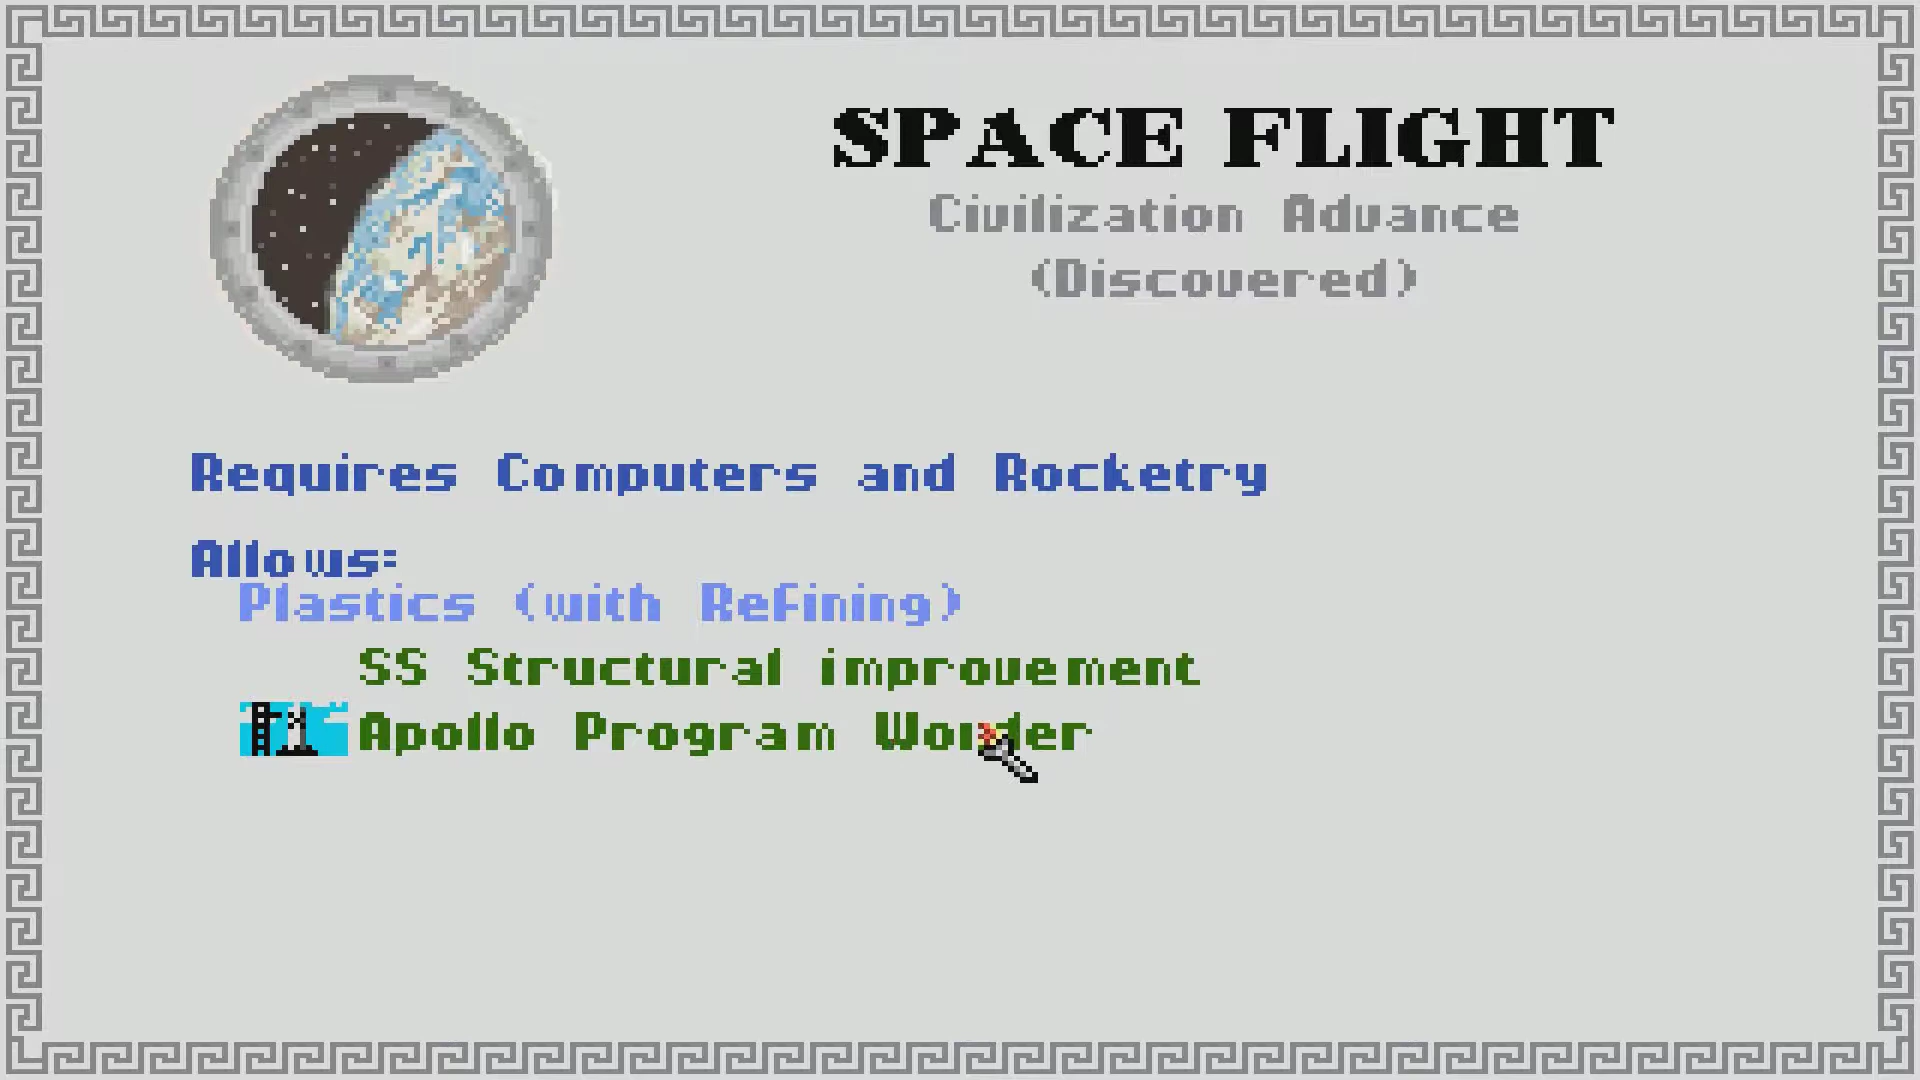 SPACE FLIGHT
Civilization Advance
(Discovered)
Requires Computers and Rocketry
Allows:
Plastics (with Refining)
SS Structural improvement
Apollo Program Wonder